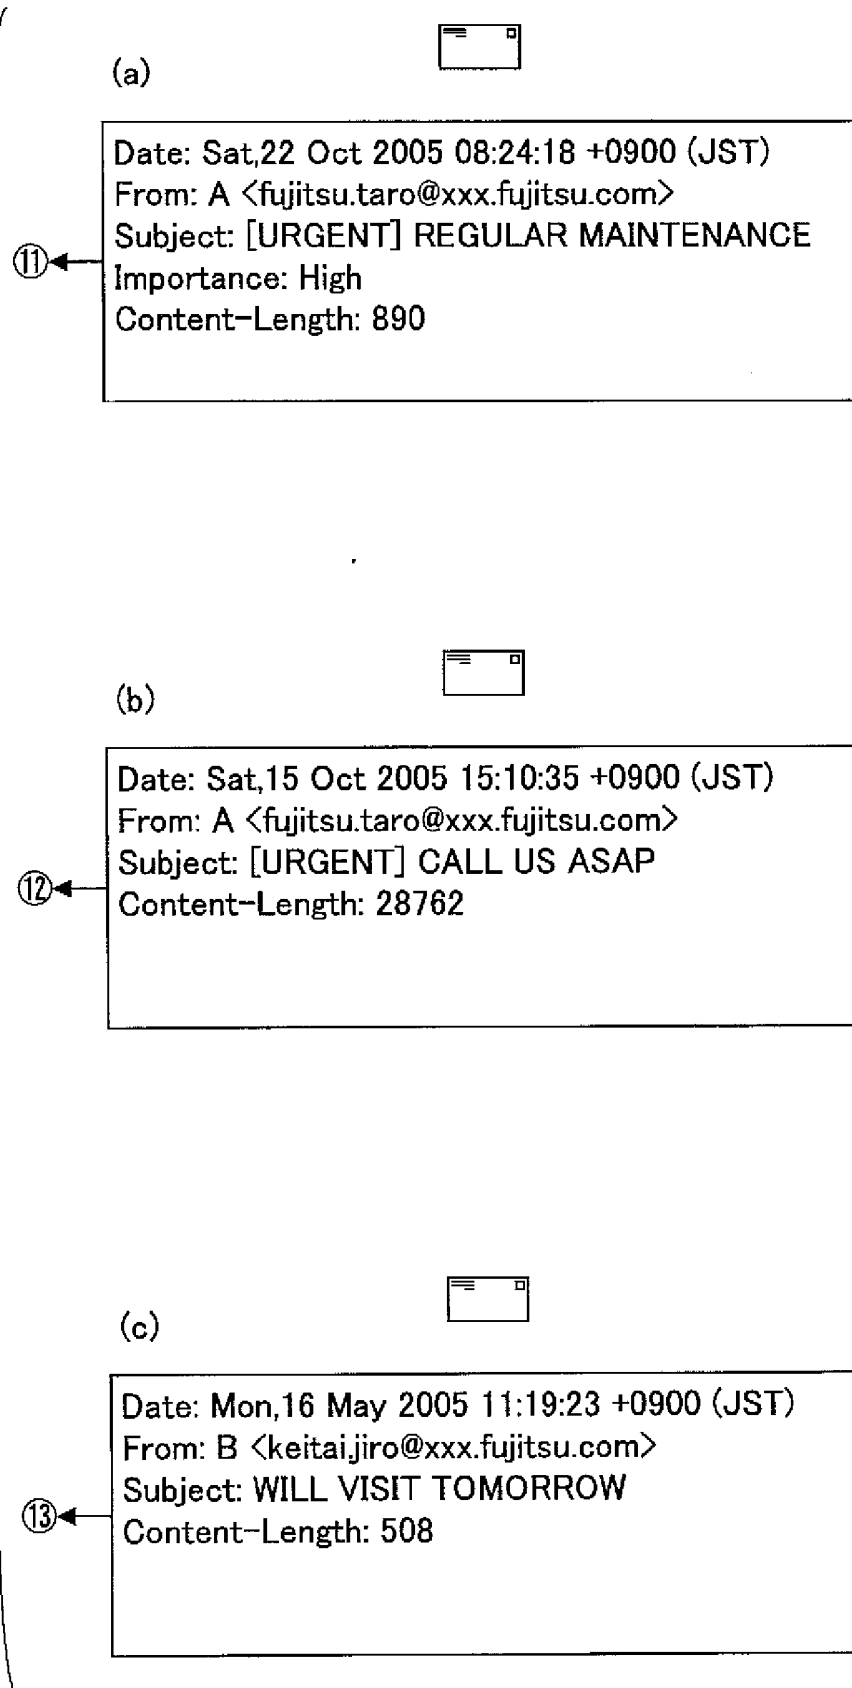 (a)
Date: Sat,22 Oct 2005 08:24:18 +0900 (JST)
From: A <fujitsu.taro@xxx.fujitsu.com>
Subject: [URGENT] REGULAR MAINTENANCE
⑪
Importance: High
Content-Length: 890
(b)
Date: Sat,15 Oct 2005 15:10:35 +0900 (JST)
From: A <fujitsu.taro@xxx.fujitsu.com>
Subject: [URGENT] CALL US ASAP
⑫
Content-Length: 28762
(c)
Date: Mon,16 May 2005 11:19:23 +0900 (JST)
From: B <keitai.jiro@xxx.fujitsu.com>
Subject: WILL VISIT TOMORROW
⑬
Content-Length: 508